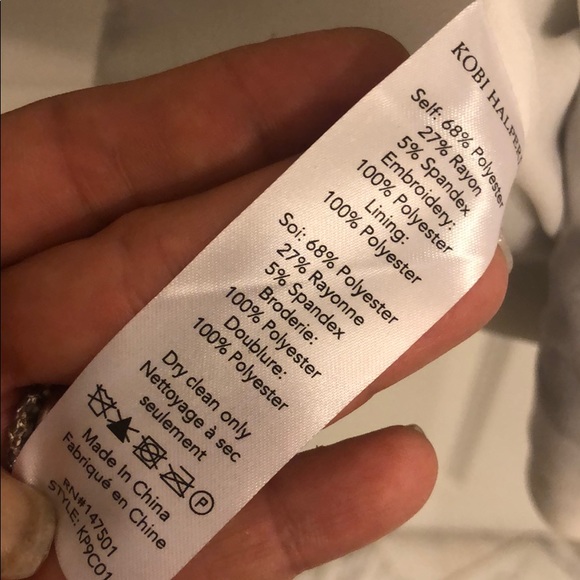 KOBI HALPERI
Self: 68% Polyester
27% Rayon
5% Spandex
Embroidery:
100% Polyester
Lining:
100% Polyester
Soi: 68% Polyester
27% Rayonne
5% Spandex
Broderie:
100% Polyester
Doublure:
100% Polyester
Dry clean only
Nettoyage à sec
seulement
P
Made In China
Fabriqué en Chine
RN#147501
STYLE: KP9C01